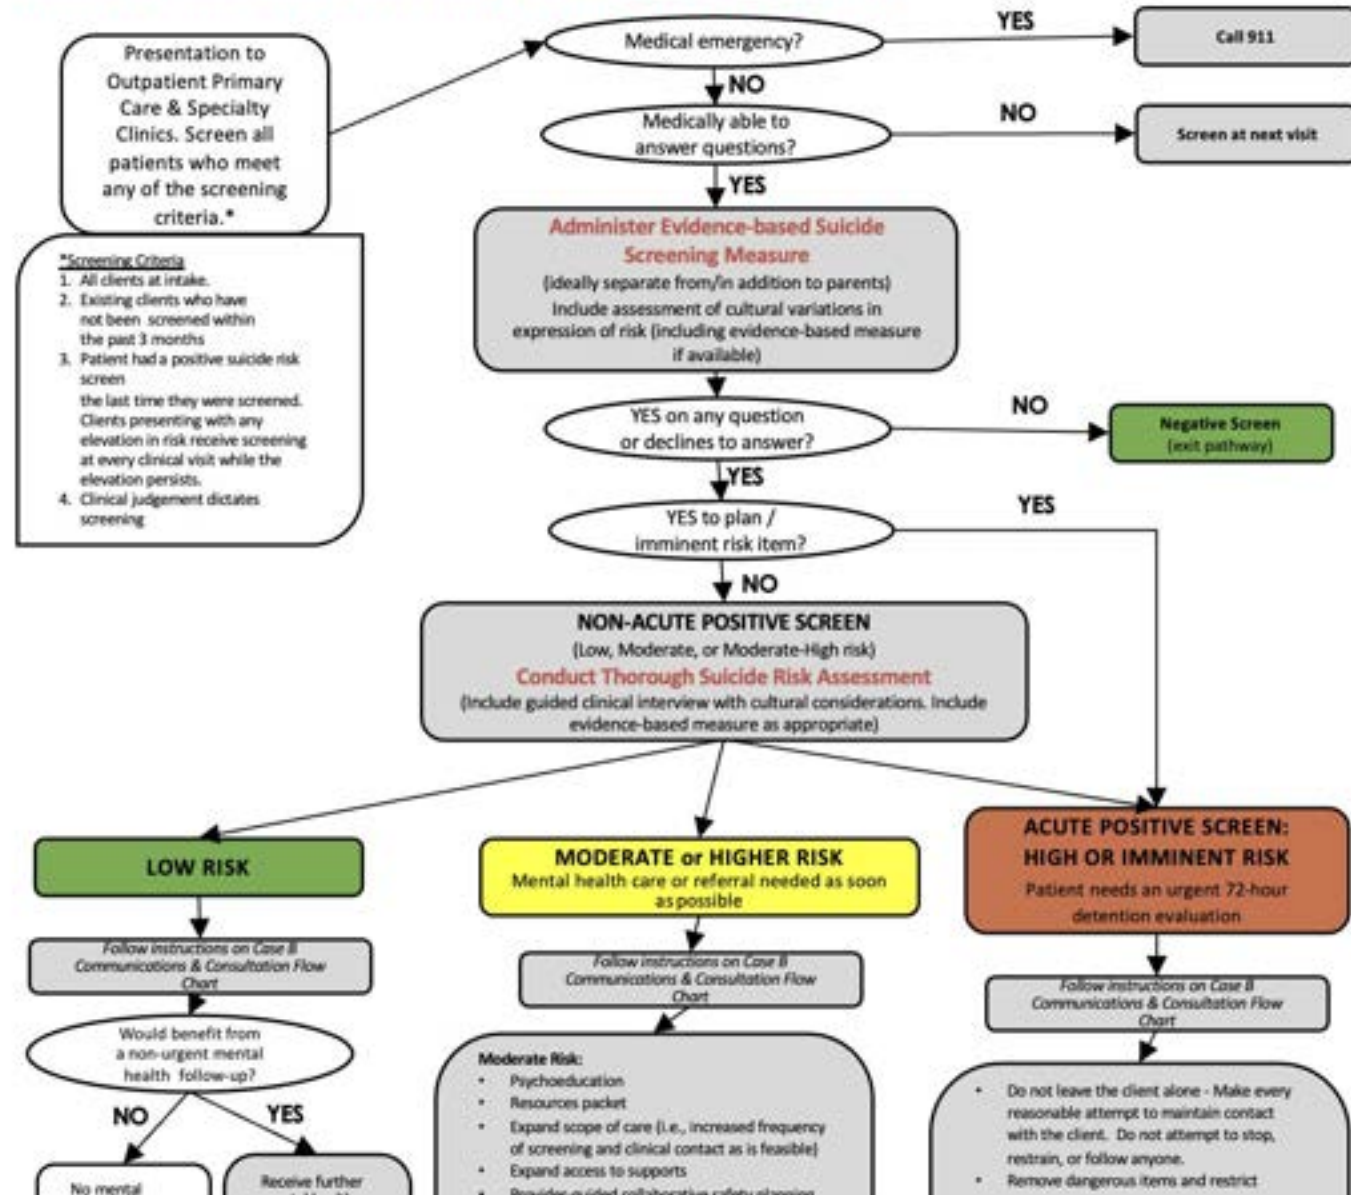 Presentation to
Outpatient Primary
Care & Specialty
Clinics. Screen all
patients who meet
any of the screening
criteria.*
*Screening Criteria
1. All clients at intake.
2. Existing clients who have
not been screened within
the past 3 months
3. Patient had a positive suicide risk
screen
the last time they were screened.
Clients presenting with any
elevation in risk receive screening
at every clinical visit while the
elevation persists.
4. Clinical judgement dictates
screening
Medical emergency?
YES
Call 911
NO
Medically able to
answer questions?
NO
Screen at next visit
YES
Administer Evidence-based Suicide
Screening Measure
(ideally separate from/in addition to parents)
Include assessment of cultural variations in
expression of risk (including evidence-based measure
if available)
YES on any question
or declines to answer?
NO
Negative Screen
(exit pathway)
YES
YES to plan /
imminent risk item?
YES
NO
NON-ACUTE POSITIVE SCREEN
(Low, Moderate, or Moderate-High risk)
Conduct Thorough Suicide Risk Assessment
(Include guided clinical interview with cultural considerations. Include
evidence-based measure as appropriate)
LOW RISK
Follow instructions on Case B
Communications & Consultation Flow
Chart
Would benefit from
a non-urgent mental
health follow-up?
NO
YES
No mental
Receive further
MODERATE or HIGHER RISK
Mental health care or referral needed as soon
as possible
Follow instructions on Case B
Communications & Consultation Flow
Chart
Moderate Risk:
• Psychoeducation
• Resources packet
• Expand scope of care (i.e., increased frequency
of screening and clinical contact as is feasible)
• Expand access to supports
• Provides guided collaborative safety planning
ACUTE POSITIVE SCREEN:
HIGH OR IMMINENT RISK
Patient needs an urgent 72-hour
detention evaluation
Follow instructions on Case B
Communications & Consultation Flow
Chart
• Do not leave the client alone - Make every
reasonable attempt to maintain contact
with the client. Do not attempt to stop,
restrain, or follow anyone.
• Remove dangerous items and restrict